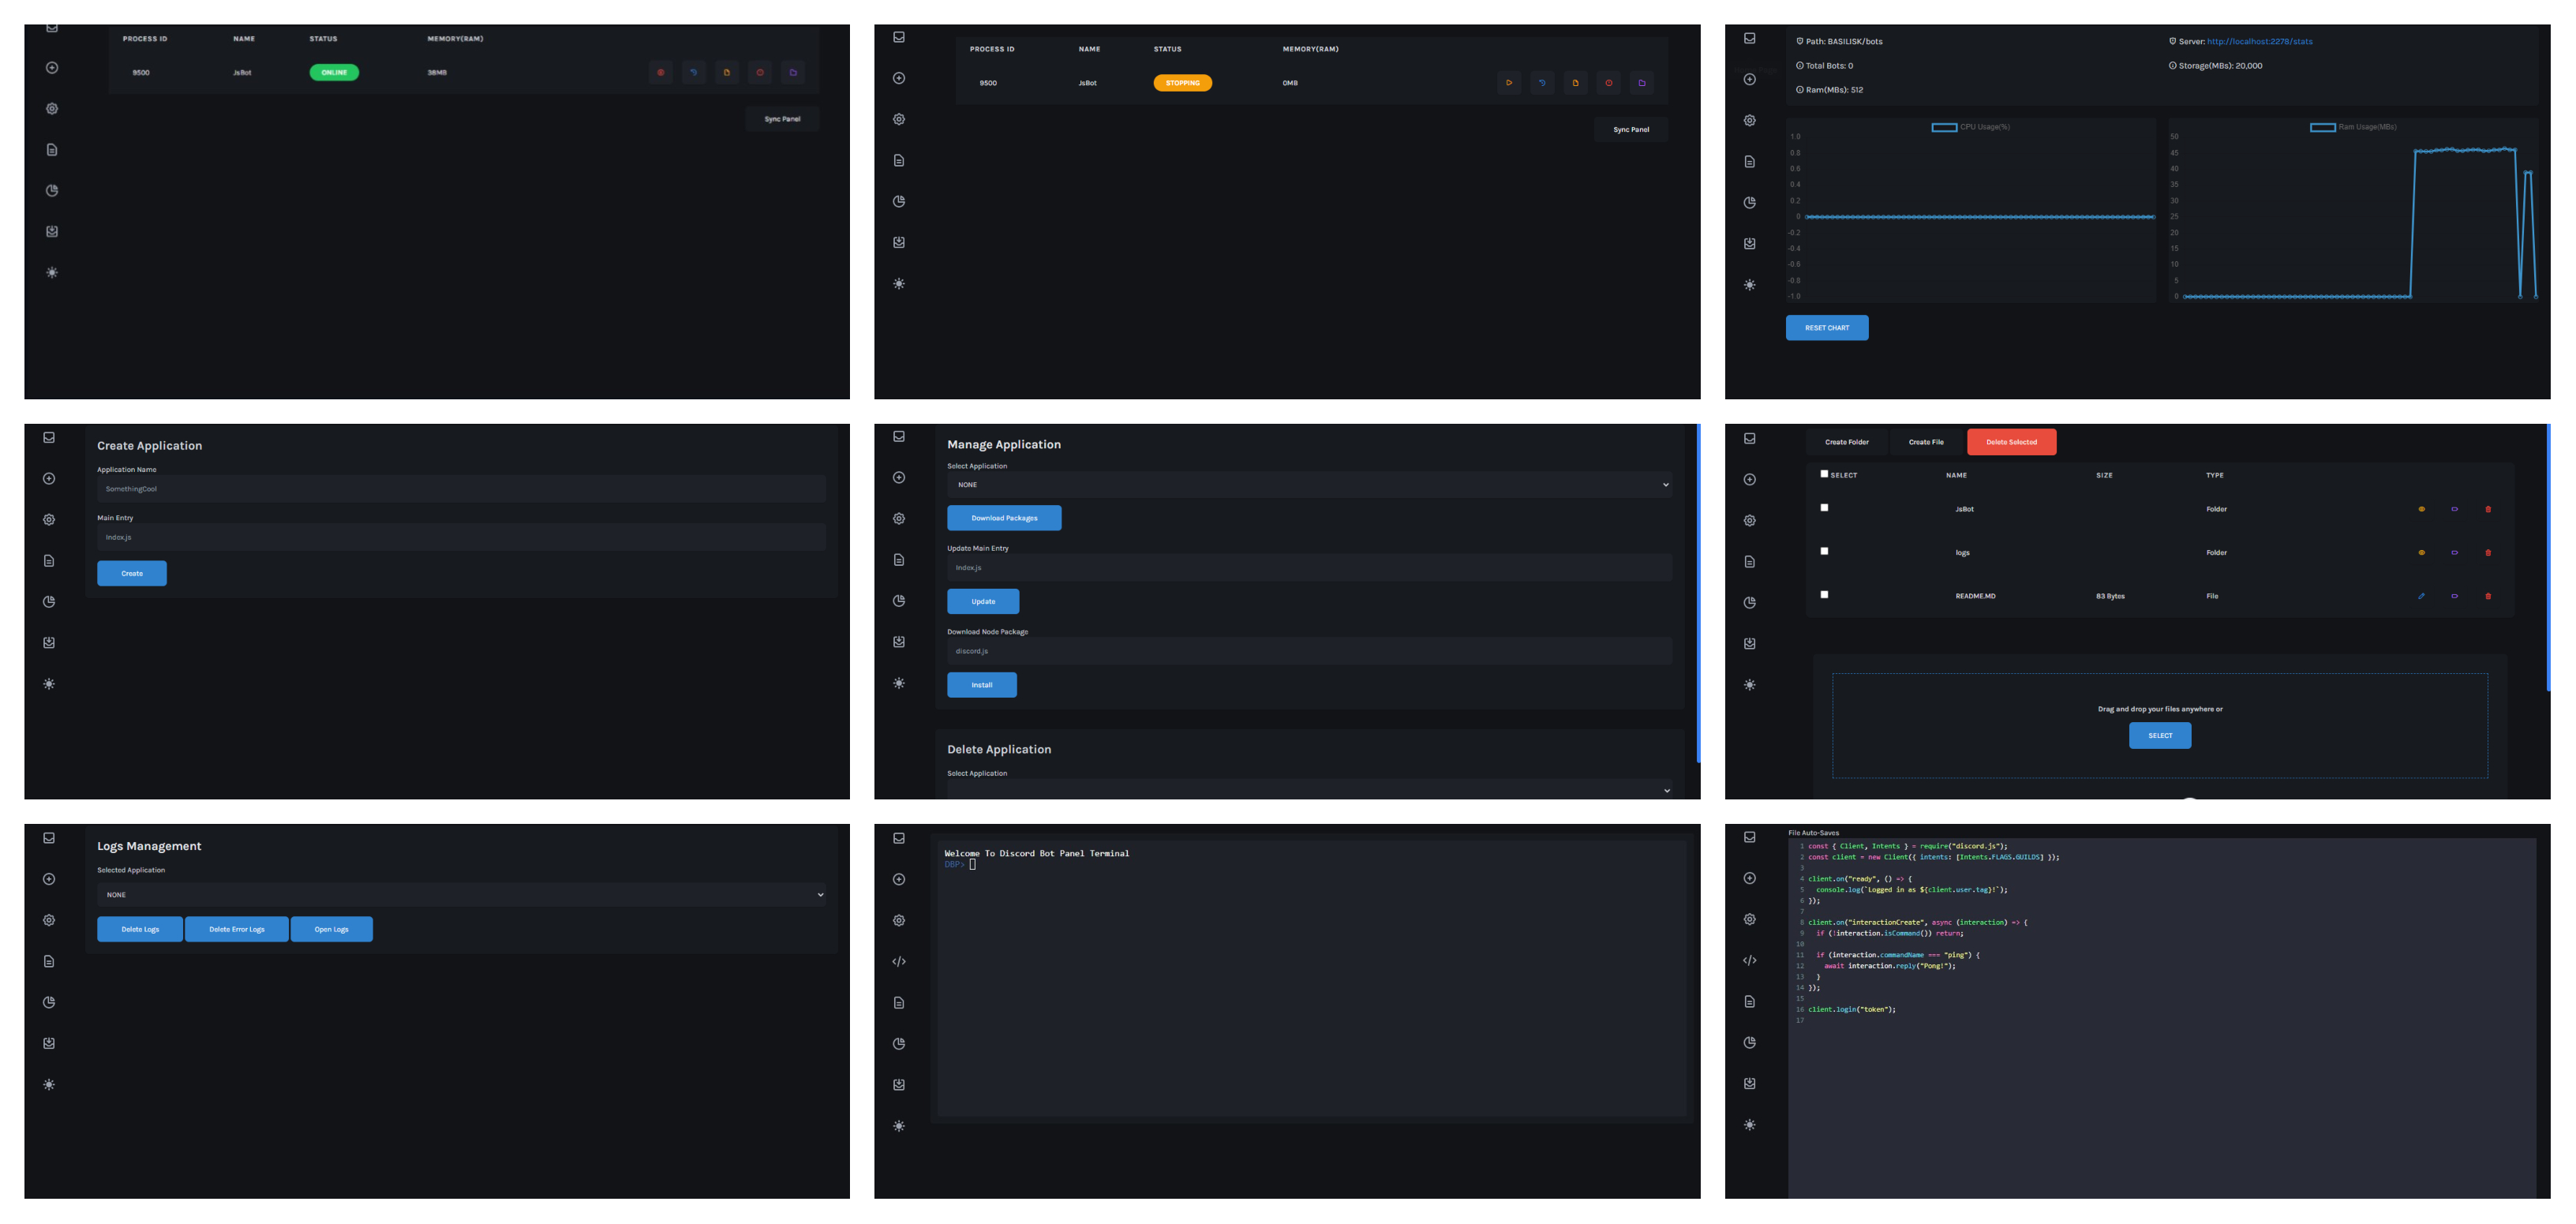 PROCESS ID NAME STATUS MEMORY(RAM)
9500 JsBot ONLINE 38MB
Sync Panel
PROCESS ID NAME STATUS MEMORY(RAM)
9500 JsBot STOPPING 0MB
Sync Panel
Path: BASILISK/bots Server: http://localhost:2278/stats
Total Bots: 0 Storage(MBs): 20,000
Ram(MBs): 512
CPU Usage(%)
1.0
0.8
0.6
0.4
0.2
0
-0.2
-0.4
-0.6
-0.8
-1.0
Ram Usage(MBs)
50
45
40
35
30
25
20
15
10
5
0
RESET CHART
Create Application
Application Name
SomethingCool
Main Entry
Index.js
Create
Manage Application
Select Application
NONE
Download Packages
Update Main Entry
Index.js
Update
Download Node Package
discord.js
Install
Delete Application
Select Application
Create Folder Create File Delete Selected
SELECT NAME SIZE TYPE
JsBot Folder
logs Folder
README.MD 83 Bytes File
Drag and drop your files anywhere or
SELECT
Logs Management
Selected Application
NONE
Delete Logs Delete Error Logs Open Logs
Welcome To Discord Bot Panel Terminal
DBP>
File Auto-Saves
1 const { Client, Intents } = require("discord.js");
2 const client = new Client({ intents: [Intents.FLAGS.GUILDS] });
3
4 client.on("ready", () => {
5 console.log(`Logged in as ${client.user.tag}!`);
6 });
7
8 client.on("interactionCreate", async (interaction) => {
9 if (!interaction.isCommand()) return;
10
11 if (interaction.commandName === "ping") {
12 await interaction.reply("Pong!");
13 }
14 });
15
16 client.login("token");
17